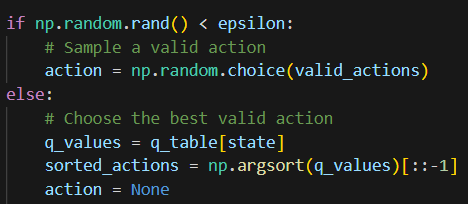 if np.random.rand() < epsilon:
    # Sample a valid action
    action = np.random.choice(valid_actions)
else:
    # Choose the best valid action
    q_values = q_table[state]
    sorted_actions = np.argsort(q_values)[::-1]
    action = None